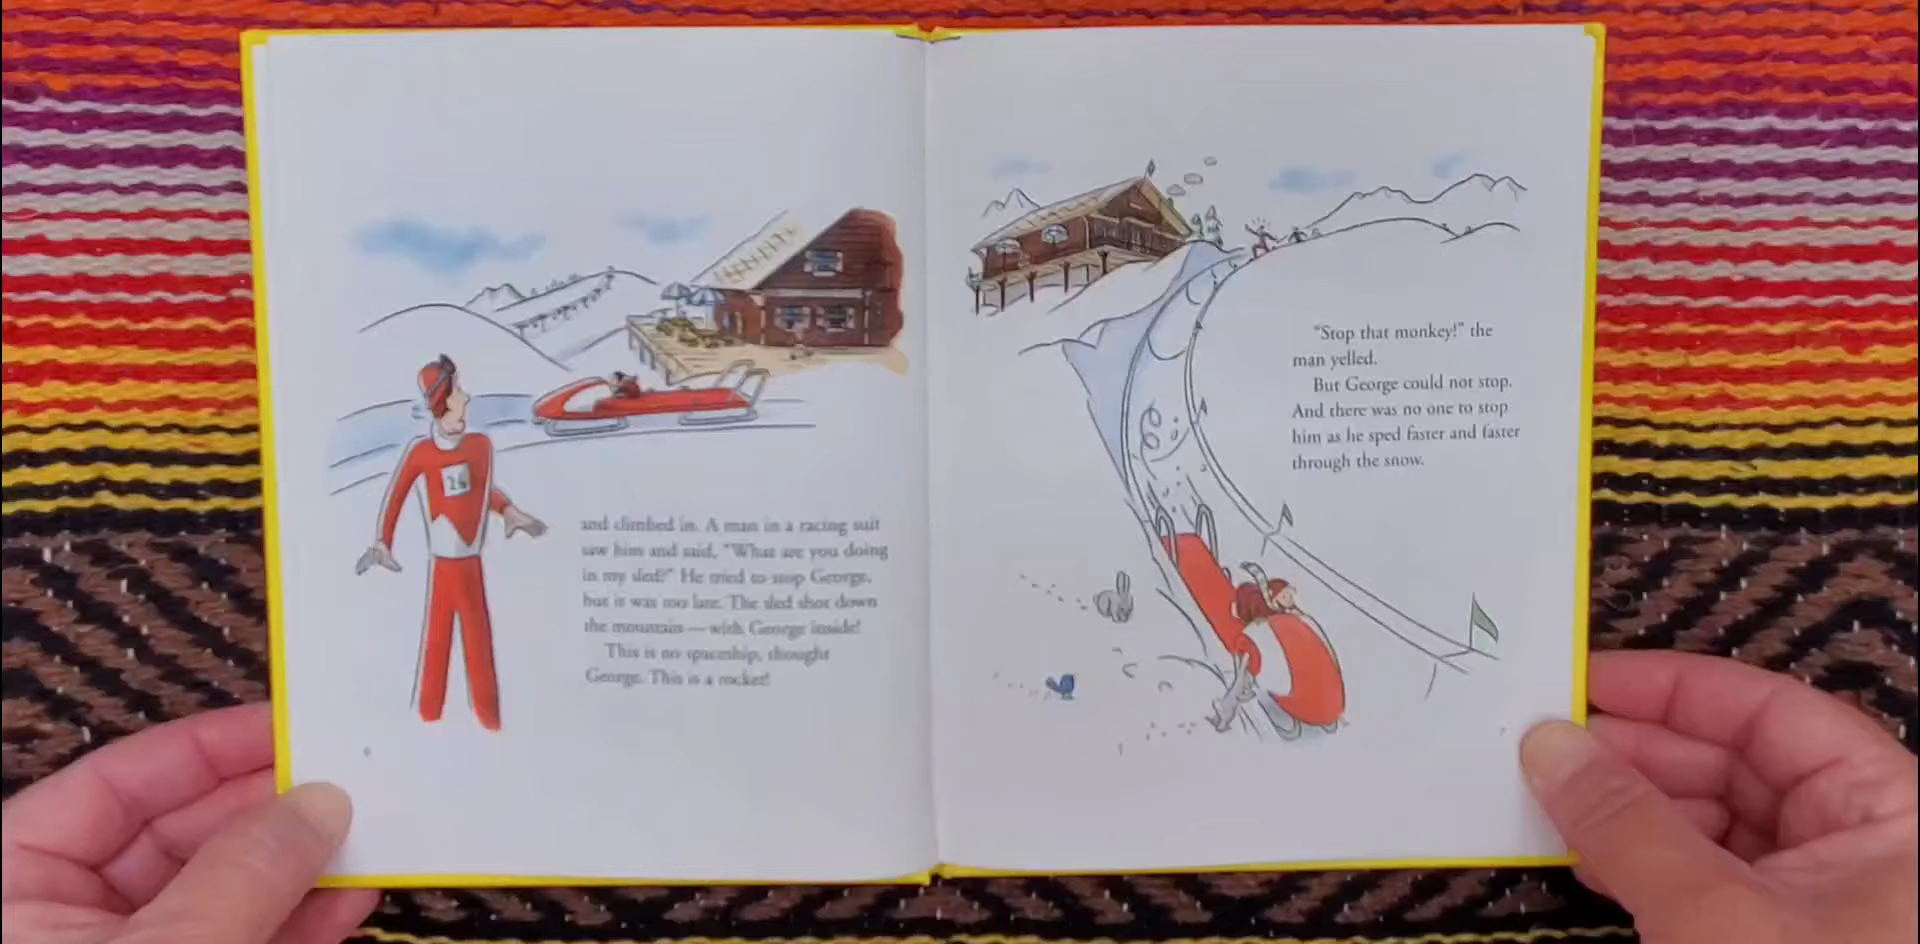 26
and climbed in. A man in a racing suit
saw him and said, "What are you doing
in my sled?" He tried to stop George,
but it was too late. The sled shot down
the mountain — with George inside!
This is no spaceship, thought
George. This is a rocket!
6
"Stop that monkey!" the
man yelled.
But George could not stop.
And there was no one to stop
him as he sped faster and faster
through the snow.
7